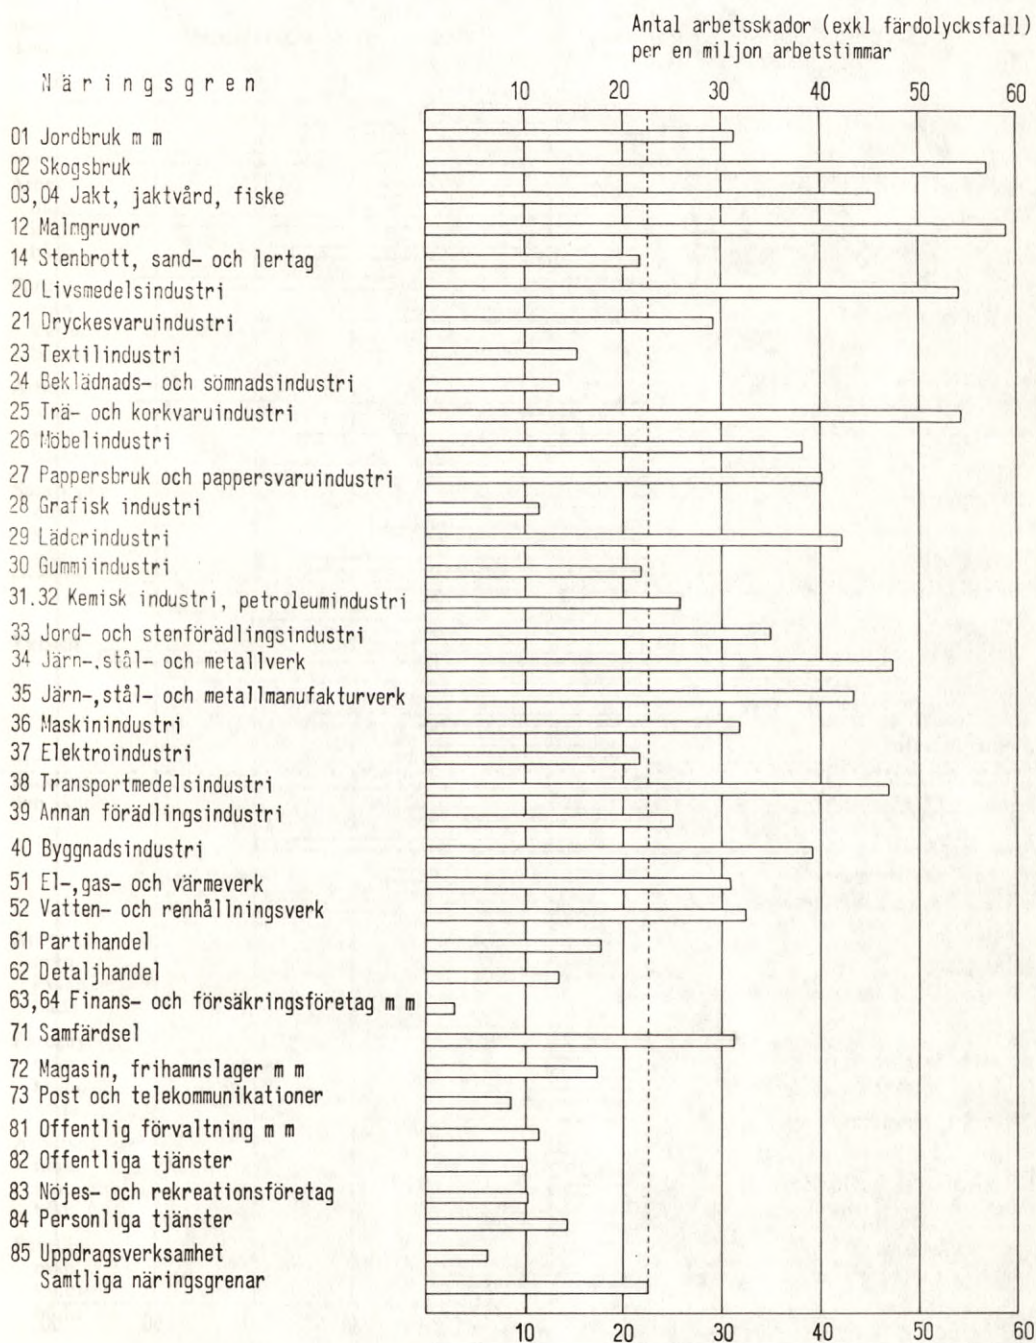 Antal arbetsskador (exkl färdolycksfall)
per en miljon arbetstimmar
Näringsgren
10 20 30 40 50 60
01 Jordbruk m m
02 Skogsbruk
03,04 Jakt, jaktvård, fiske
12 Malmgruvor
14 Stenbrott, sand- och lertag
20 Livsmedelsindustri
21 Dryckesvaruindustri
23 Textilindustri
24 Beklädnads- och sömnadsindustri
25 Trä- och korkvaruindustri
26 Möbelindustri
27 Pappersbruk och pappersvaruindustri
28 Grafisk industri
29 Läderindustri
30 Gummiindustri
31.32 Kemisk industri, petroleumindustri
33 Jord- och stenförädlingsindustri
34 Järn-,stål- och metallverk
35 Järn-,stål- och metallmanufakturverk
36 Maskinindustri
37 Elektroindustri
38 Transportmedelsindustri
39 Annan förädlingsindustri
40 Byggnadsindustri
51 El-,gas- och värmeverk
52 Vatten- och renhållningsverk
61 Partihandel
62 Detaljhandel
63,64 Finans- och försäkringsföretag m m
71 Samfärdsel
72 Magasin, frihamnslager m m
73 Post och telekommunikationer
81 Offentlig förvaltning m m
82 Offentliga tjänster
83 Nöjes- och rekreationsföretag
84 Personliga tjänster
85 Uppdragsverksamhet
Samtliga näringsgrenar
10 20 30 40 50 60